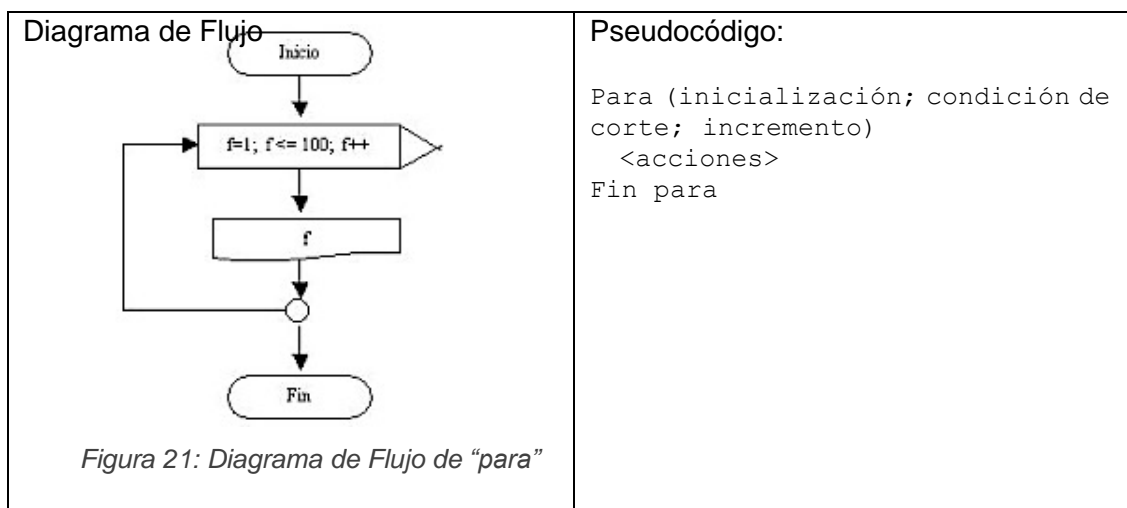 Diagrama de Flujo
Inicio
f=1; f <= 100; f++
f
Fin
Figura 21: Diagrama de Flujo de “para”
Pseudocódigo:
Para (inicialización; condición de
corte; incremento)
<acciones>
Fin para